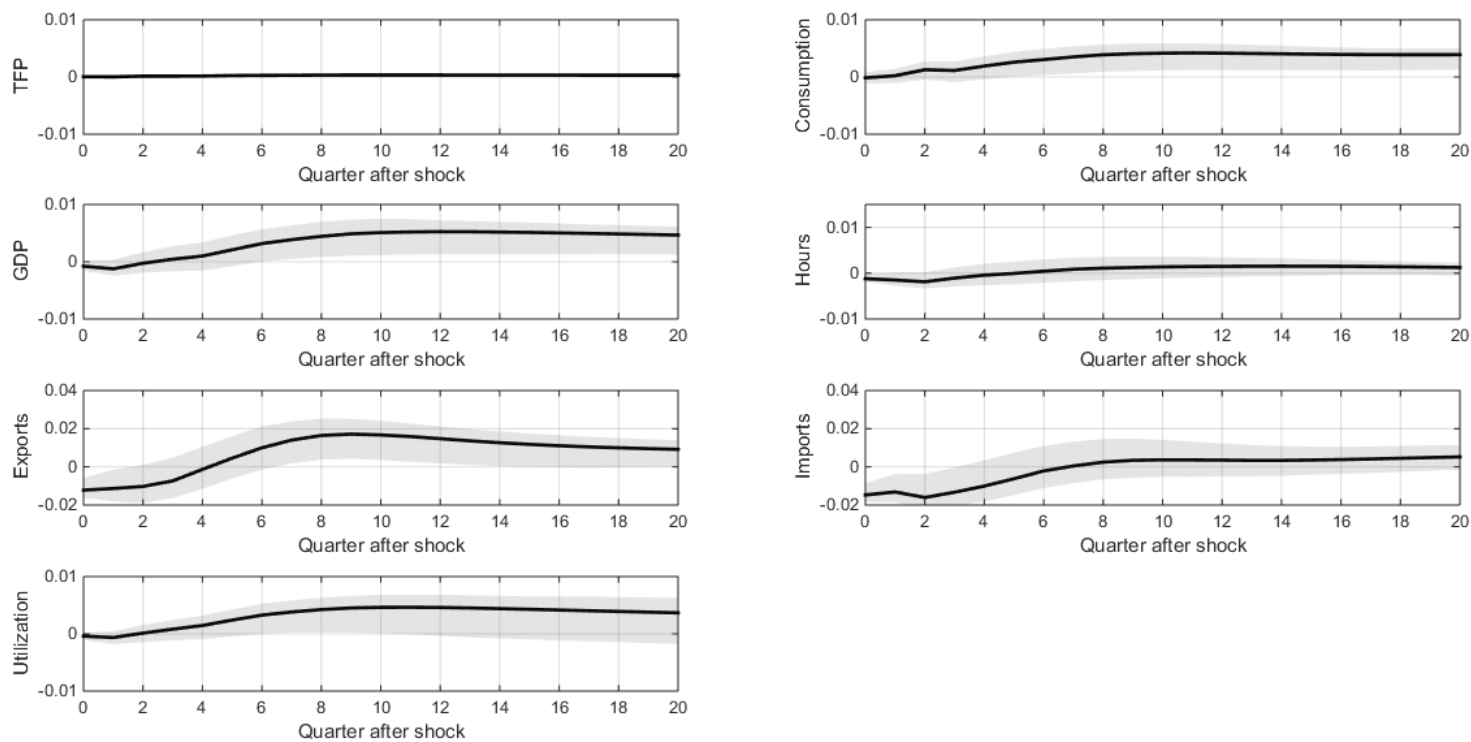 TFP
0.01
0
-0.01
0 2 4 6 8 10 12 14 16 18 20
Quarter after shock
Consumption
0.01
0
-0.01
0 2 4 6 8 10 12 14 16 18 20
Quarter after shock
GDP
0.01
0
-0.01
0 2 4 6 8 10 12 14 16 18 20
Quarter after shock
Hours
0.01
0
-0.01
0 2 4 6 8 10 12 14 16 18 20
Quarter after shock
Exports
0.04
0.02
0
-0.02
0 2 4 6 8 10 12 14 16 18 20
Quarter after shock
Imports
0.04
0.02
0
-0.02
0 2 4 6 8 10 12 14 16 18 20
Quarter after shock
Utilization
0.01
0
-0.01
0 2 4 6 8 10 12 14 16 18 20
Quarter after shock